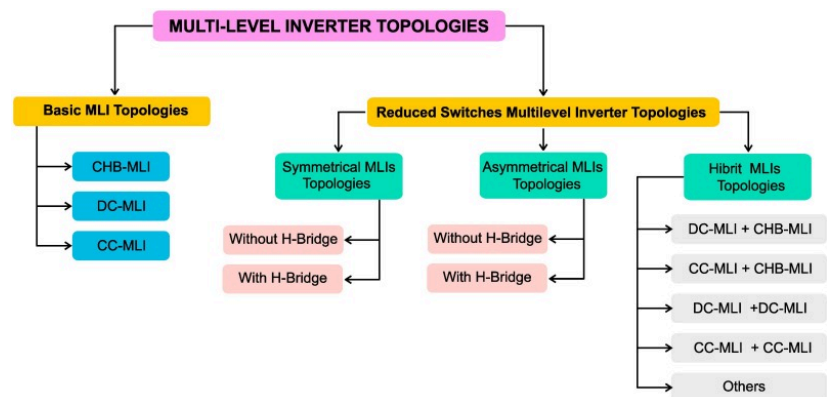 MULTI-LEVEL INVERTER TOPOLOGIES
Basic MLI Topologies
CHB-MLI
DC-MLI
CC-MLI
Reduced Switches Multilevel Inverter Topologies
Symmetrical MLIs
Topologies
Without H-Bridge
With H-Bridge
Asymmetrical MLIs
Topologies
Without H-Bridge
With H-Bridge
Hibrit MLIs
Topologies
DC-MLI + CHB-MLI
CC-MLI + CHB-MLI
DC-MLI +DC-MLI
CC-MLI + CC-MLI
Others